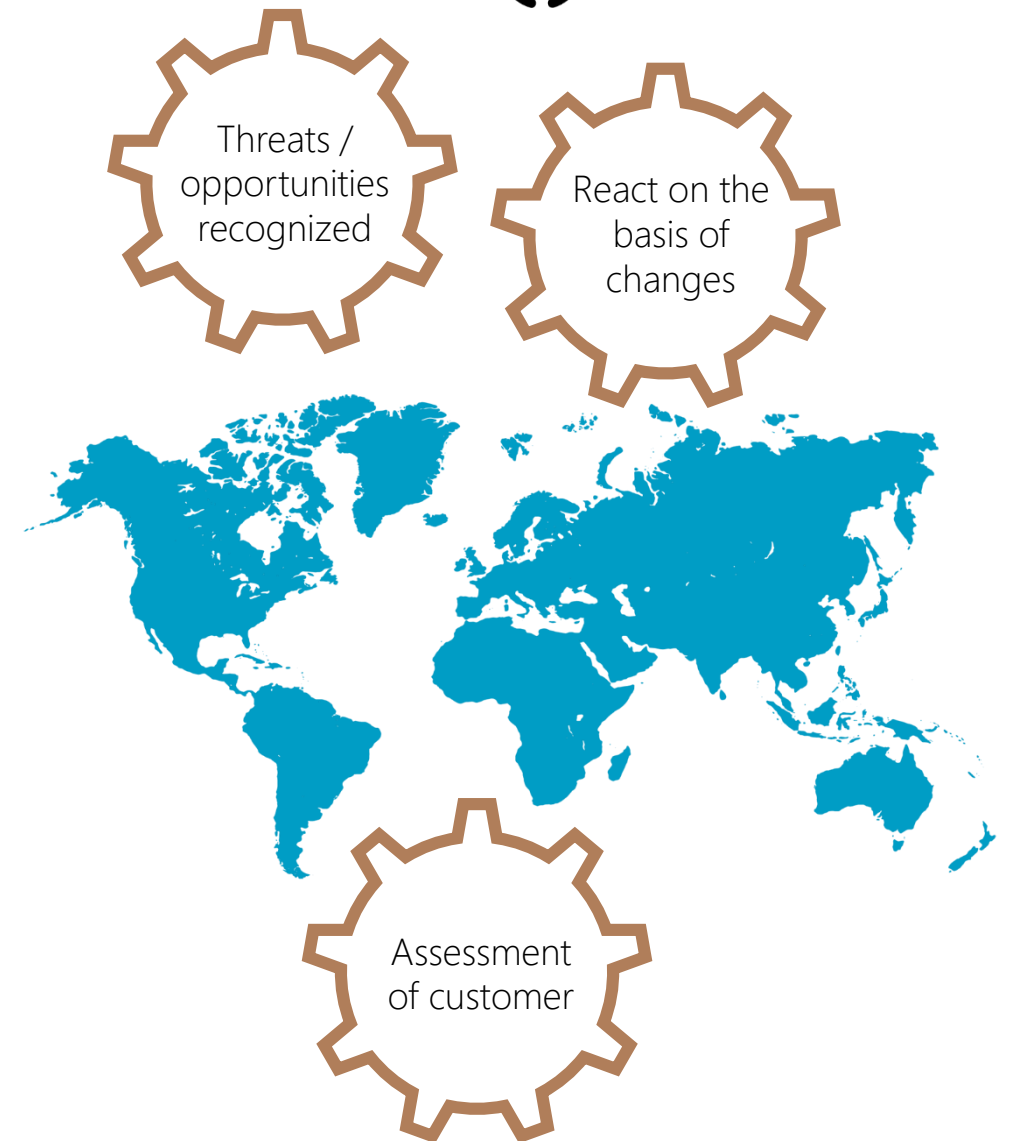 Threats /
opportunities
recognized
React on the
basis of
changes
Assessment
of customer